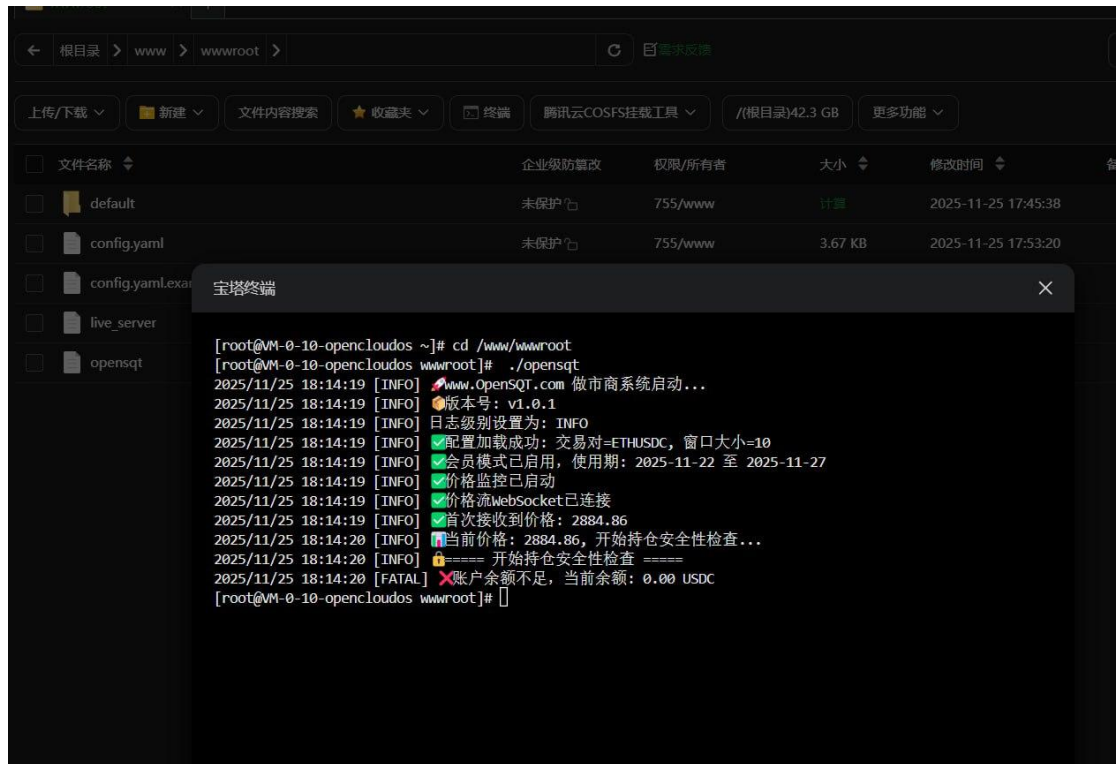 根目录 > www > wwwroot >
需求反馈
上传/下载 新建 文件内容搜索 收藏夹 终端 腾讯云COSFS挂载工具 /(根目录)42.3 GB 更多功能
文件名称 企业级防篡改 权限/所有者 大小 修改时间
default 未保护 755/www 计算 2025-11-25 17:45:38
config.yaml 未保护 755/www 3.67 KB 2025-11-25 17:53:20
config.yaml.exa
live_server
opensqt
宝塔终端
[root@VM-0-10-opencloudos ~]# cd /www/wwwroot
[root@VM-0-10-opencloudos wwwroot]#  ./opensqt
2025/11/25 18:14:19 [INFO] 🚀www.OpenSQT.com 做市商系统启动...
2025/11/25 18:14:19 [INFO] 📦版本号: v1.0.1
2025/11/25 18:14:19 [INFO] 日志级别设置为: INFO
2025/11/25 18:14:19 [INFO] ✅配置加载成功: 交易对=ETHUSDC, 窗口大小=10
2025/11/25 18:14:19 [INFO] ✅会员模式已启用，使用期: 2025-11-22 至 2025-11-27
2025/11/25 18:14:19 [INFO] ✅价格监控已启动
2025/11/25 18:14:19 [INFO] ✅价格流WebSocket已连接
2025/11/25 18:14:19 [INFO] ✅首次接收到价格: 2884.86
2025/11/25 18:14:20 [INFO] 📊当前价格: 2884.86, 开始持仓安全性检查...
2025/11/25 18:14:20 [INFO] 🔒===== 开始持仓安全性检查 =====
2025/11/25 18:14:20 [FATAL] ❌账户余额不足，当前余额: 0.00 USDC
[root@VM-0-10-opencloudos wwwroot]#